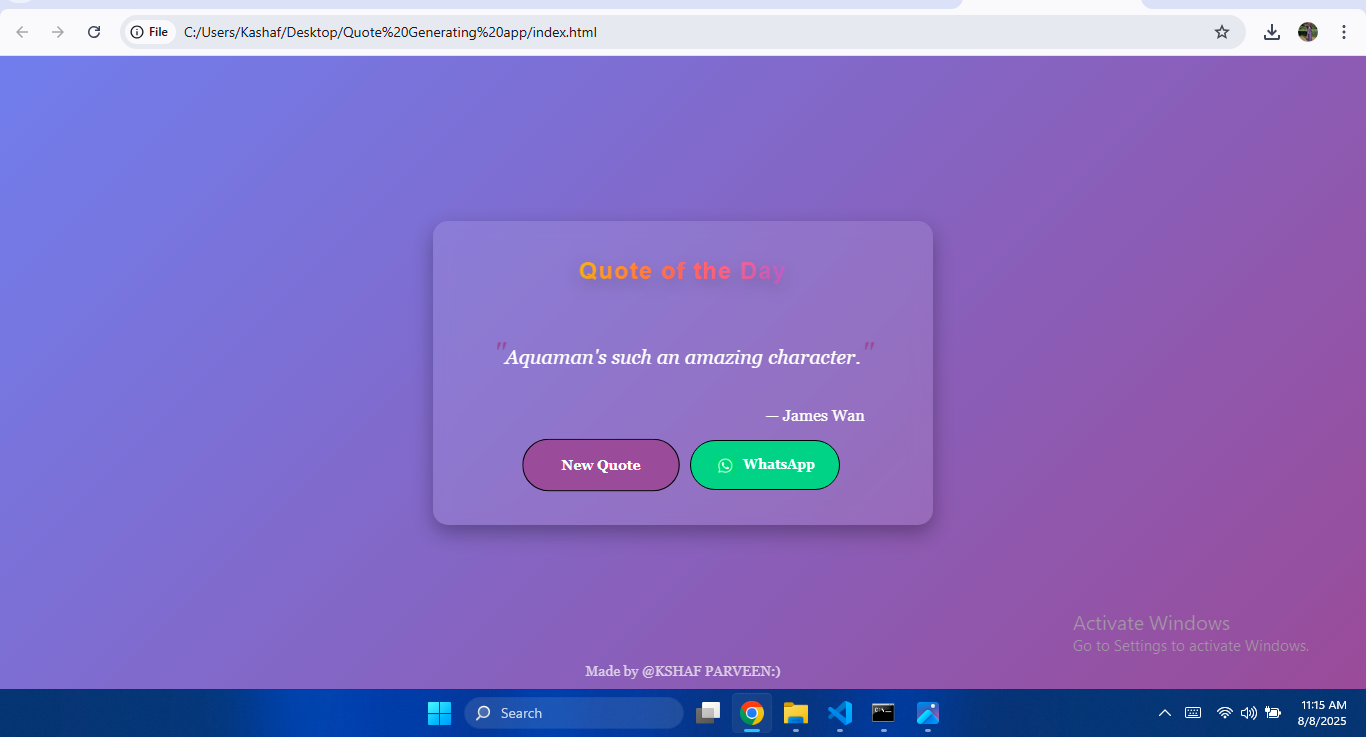 File C:/Users/Kashaf/Desktop/Quote%20Generating%20app/index.html
Quote of the Day
"Aquaman's such an amazing character."
— James Wan
New Quote WhatsApp
Activate Windows
Go to Settings to activate Windows.
Made by @KSHAF PARVEEN:)
Search
11:15 AM
8/8/2025